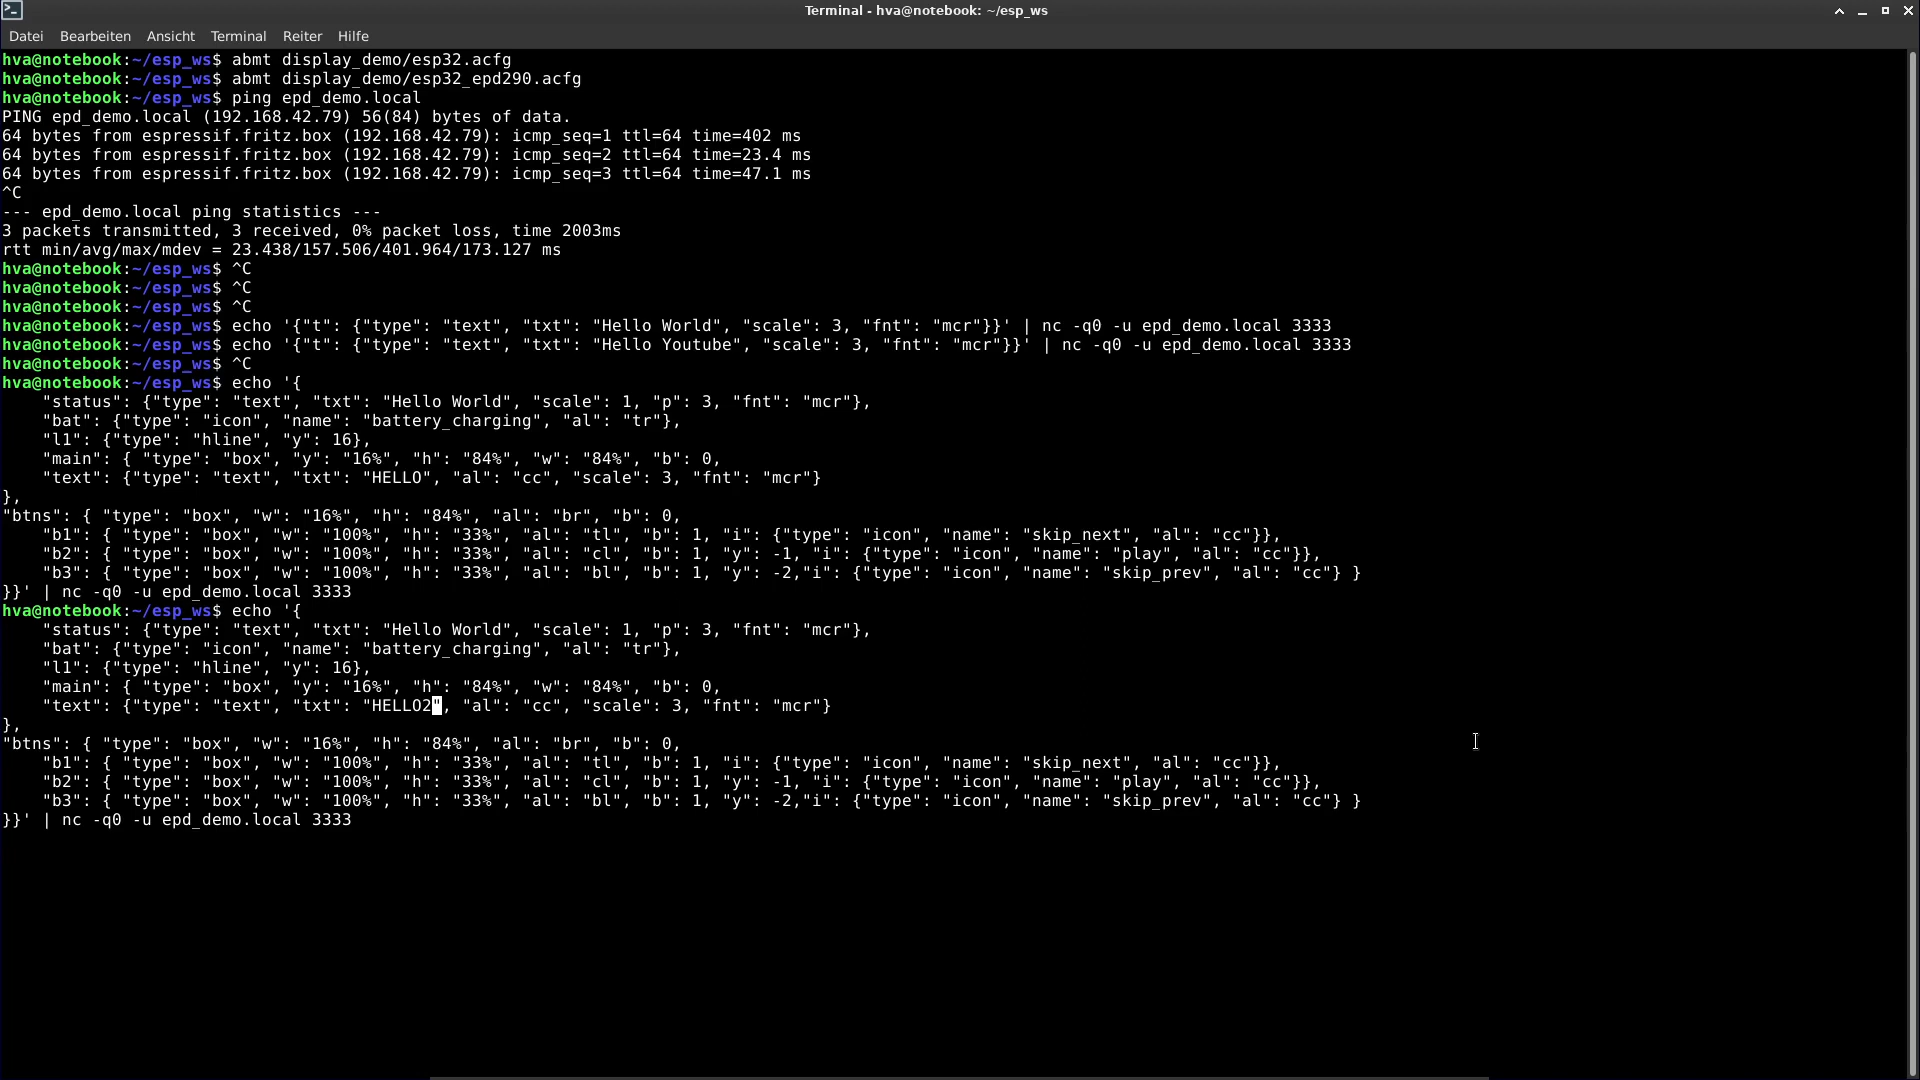 Terminal - hva@notebook: ~/esp_ws
Datei Bearbeiten Ansicht Terminal Reiter Hilfe
hva@notebook:~/esp_ws$ abmt display_demo/esp32.acfg
hva@notebook:~/esp_ws$ abmt display_demo/esp32_epd290.acfg
hva@notebook:~/esp_ws$ ping epd_demo.local
PING epd_demo.local (192.168.42.79) 56(84) bytes of data.
64 bytes from espressif.fritz.box (192.168.42.79): icmp_seq=1 ttl=64 time=402 ms
64 bytes from espressif.fritz.box (192.168.42.79): icmp_seq=2 ttl=64 time=23.4 ms
64 bytes from espressif.fritz.box (192.168.42.79): icmp_seq=3 ttl=64 time=47.1 ms
^C
--- epd_demo.local ping statistics ---
3 packets transmitted, 3 received, 0% packet loss, time 2003ms
rtt min/avg/max/mdev = 23.438/157.506/401.964/173.127 ms
hva@notebook:~/esp_ws$ ^C
hva@notebook:~/esp_ws$ ^C
hva@notebook:~/esp_ws$ ^C
hva@notebook:~/esp_ws$ echo '{"t": {"type": "text", "txt": "Hello World", "scale": 3, "fnt": "mcr"}}' | nc -q0 -u epd_demo.local 3333
hva@notebook:~/esp_ws$ echo '{"t": {"type": "text", "txt": "Hello Youtube", "scale": 3, "fnt": "mcr"}}' | nc -q0 -u epd_demo.local 3333
hva@notebook:~/esp_ws$ ^C
hva@notebook:~/esp_ws$ echo '{
    "status": {"type": "text", "txt": "Hello World", "scale": 1, "p": 3, "fnt": "mcr"},
    "bat": {"type": "icon", "name": "battery_charging", "al": "tr"},
    "l1": {"type": "hline", "y": 16},
    "main": { "type": "box", "y": "16%", "h": "84%", "w": "84%", "b": 0,
    "text": {"type": "text", "txt": "HELLO", "al": "cc", "scale": 3, "fnt": "mcr"}
},
"btns": { "type": "box", "w": "16%", "h": "84%", "al": "br", "b": 0,
    "b1": { "type": "box", "w": "100%", "h": "33%", "al": "tl", "b": 1, "i": {"type": "icon", "name": "skip_next", "al": "cc"}},
    "b2": { "type": "box", "w": "100%", "h": "33%", "al": "cl", "b": 1, "y": -1, "i": {"type": "icon", "name": "play", "al": "cc"}},
    "b3": { "type": "box", "w": "100%", "h": "33%", "al": "bl", "b": 1, "y": -2,"i": {"type": "icon", "name": "skip_prev", "al": "cc"} }
}}' | nc -q0 -u epd_demo.local 3333
hva@notebook:~/esp_ws$ echo '{
    "status": {"type": "text", "txt": "Hello World", "scale": 1, "p": 3, "fnt": "mcr"},
    "bat": {"type": "icon", "name": "battery_charging", "al": "tr"},
    "l1": {"type": "hline", "y": 16},
    "main": { "type": "box", "y": "16%", "h": "84%", "w": "84%", "b": 0,
    "text": {"type": "text", "txt": "HELLO2", "al": "cc", "scale": 3, "fnt": "mcr"}
},
"btns": { "type": "box", "w": "16%", "h": "84%", "al": "br", "b": 0,
    "b1": { "type": "box", "w": "100%", "h": "33%", "al": "tl", "b": 1, "i": {"type": "icon", "name": "skip_next", "al": "cc"}},
    "b2": { "type": "box", "w": "100%", "h": "33%", "al": "cl", "b": 1, "y": -1, "i": {"type": "icon", "name": "play", "al": "cc"}},
    "b3": { "type": "box", "w": "100%", "h": "33%", "al": "bl", "b": 1, "y": -2,"i": {"type": "icon", "name": "skip_prev", "al": "cc"} }
}}' | nc -q0 -u epd_demo.local 3333